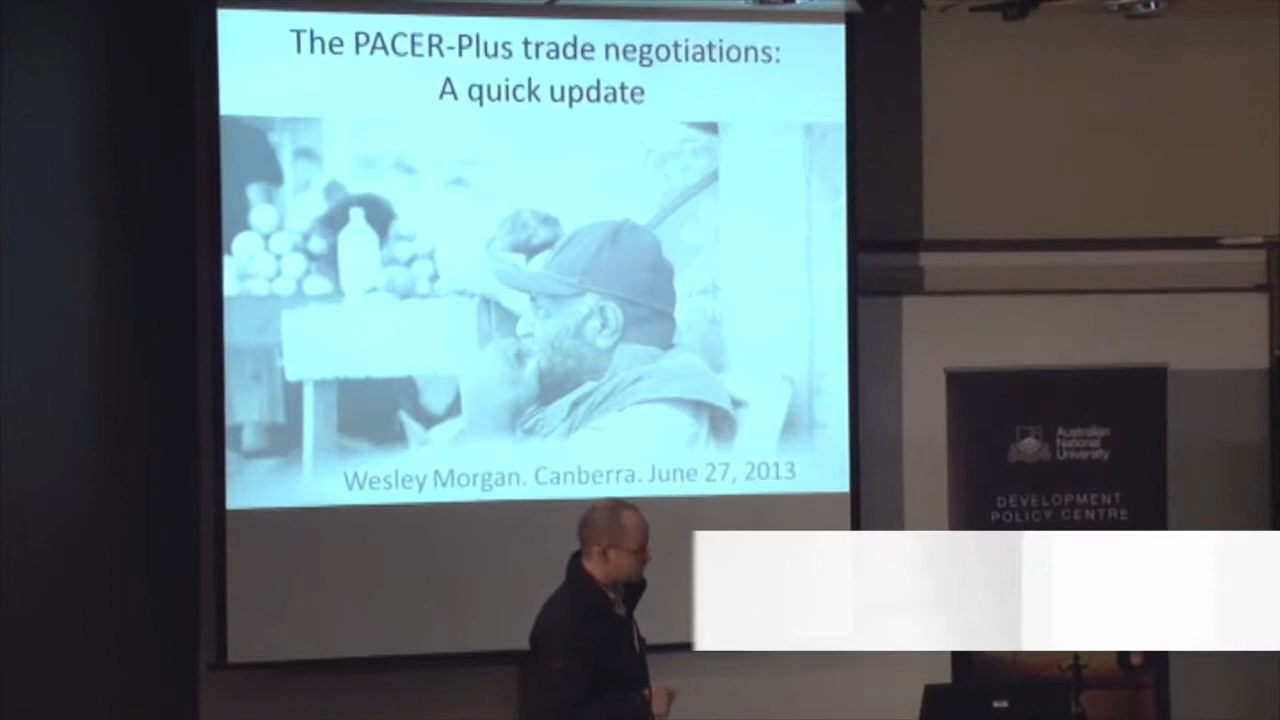 The PACER-Plus trade negotiations:
A quick update
Wesley Morgan. Canberra. June 27, 2013
Australian
National
University
DEVELOPMENT
POLICY CENTRE